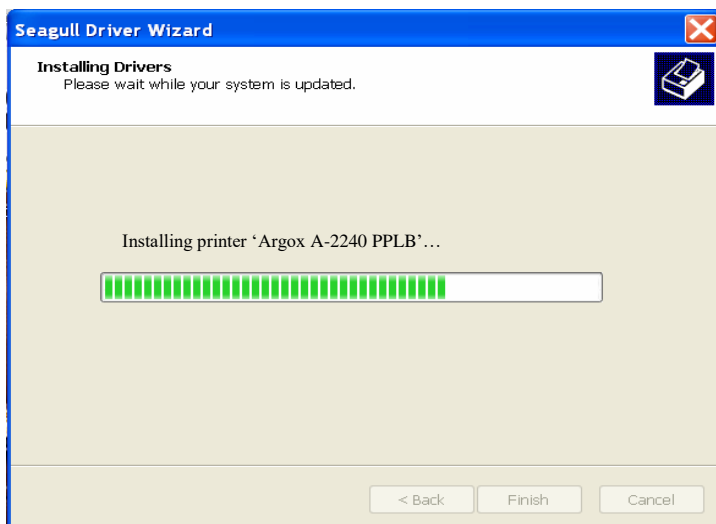 Seagull Driver Wizard
Installing Drivers
Please wait while your system is updated.
Installing printer ‘Argox A-2240 PPLB’…
< Back Finish Cancel